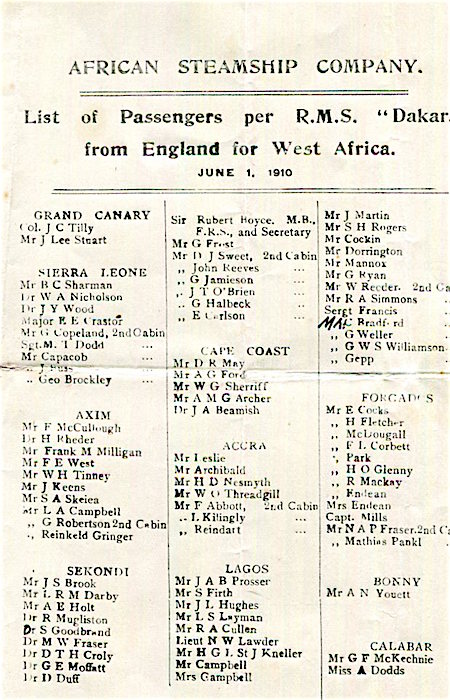 AFRICAN STEAMSHIP COMPANY.
List of Passengers per R.M.S. "Dakar
from England for West Africa.
JUNE 1, 1910
GRAND CANARY
Col. J C Tilly
Mr J Lee Stuart
SIERRA LEONE
Mr B C Sharman
Dr W A Nicholson
Dr J Y Wood
Major E E Crastor
Mr G Copeland, 2nd Cabin
Sgt. M. T Dodd ...
Mr Capacob ...
,, J ...
.. Geo Brockley ...
AXIM
Mr F McCullough
Dr H Rheder
Mr Frank M Milligan
Mr F E West
Mr W H Tinney
Mr J Keens
Mr S A Skeica
Mr L A Campbell
,, G Robertson 2nd Cabin
., Reinkeld Gringer
SEKONDI
Mr J S Brook
Mr L R M Darby
Mr A E Holt
Dr R Mugliston
Dr S Goodbrand
Dr M W Fraser
Dr D T H Croly
Dr G E Moffatt
Dr D Duff
Sir Rubert Boyce, M.B.,
F.R.S., and Secretary
Mr G Frost
Mr D J Sweet, 2nd Cabin
,, John Reeves ...
,, G Jamieson ...
,, J T O'Brien ...
.. G Halbeck ...
,, E Carlson ...
CAPE COAST
Mr D R May
Mr A G Ford
Mr W G Sherriff
Mr A M G Archer
Dr J A Beamish
ACCRA
Mr Leslie
Mr Archibald
Mr H D Nesmyth
Mr W O Threadgill
Mr F Abbott, 2nd Cabin
.. L Kilingly ...
,, Reindart ...
LAGOS
Mr J A B Prosser
Mr S Firth
Mr J L Hughes
Mr L S Layman
Mr R A Cullen
Lieut N W Lawder
Mr H G L St J Kneller
Mr Campbell
Mrs Campbell
Mr J Martin
Mr S H Rogers
Mr Cockin
Mr Dorrington
Mr Mannox
Mr G Ryan
Mr W Reeder. 2nd Ca
Mr R A Simmons
Sergt Francis
Bradford
,, G Weller
,, G W S Williamson
,, Gepp
FORCADOS
Mr E Cocks
,, H Fletcher
,, McDougall
,, F L Corbett
Park
,, H O Glenny
,, R Mackay
,, Endean
Mrs Endean
Capt. Mills
Mr N A P Fraser. 2nd Ca
,, Mathias Pankl
BONNY
Mr A N Youett
CALABAR
Mr G F McKechnie
Miss A Dodds